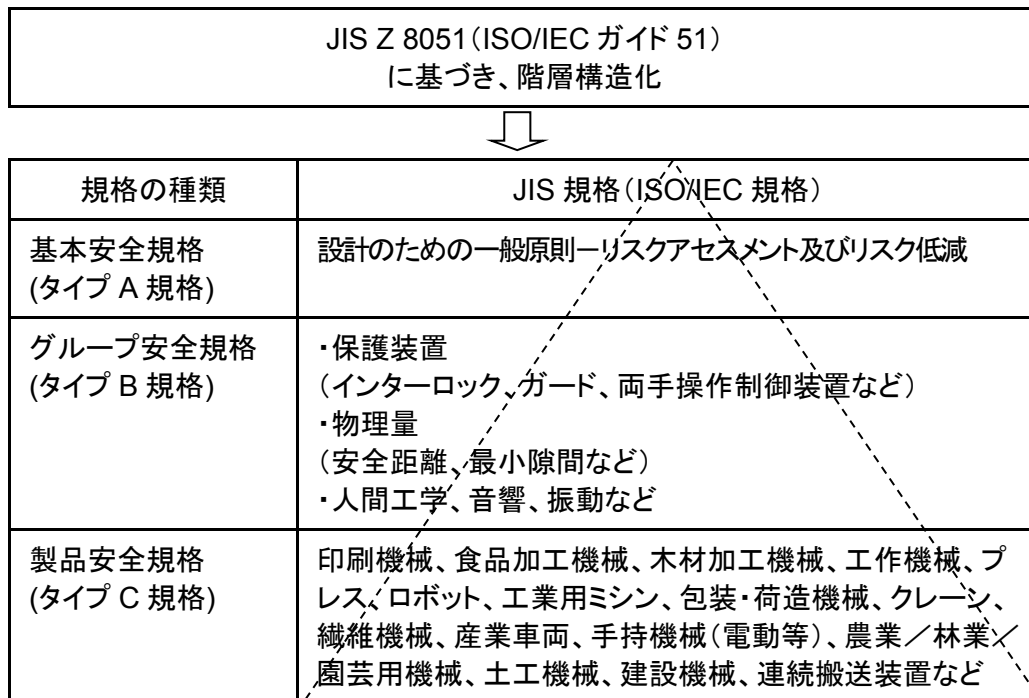 JIS Z 8051（ISO/IEC ガイド 51）
に基づき、階層構造化
規格の種類
JIS 規格（ISO/IEC 規格）
基本安全規格
(タイプ A 規格)
設計のための一般原則－リスクアセスメント及びリスク低減
グループ安全規格
(タイプ B 規格)
・保護装置
（インターロック、ガード、両手操作制御装置など）
・物理量
（安全距離、最小隙間など）
・人間工学、音響、振動など
製品安全規格
(タイプ C 規格)
印刷機械、食品加工機械、木材加工機械、工作機械、プ
レス、ロボット、工業用ミシン、包装・荷造機械、クレーン、
繊維機械、産業車両、手持機械（電動等）、農業／林業／
園芸用機械、土工機械、建設機械、連続搬送装置など